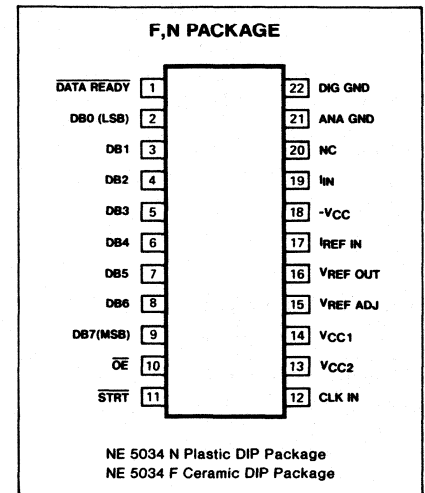 F,N PACKAGE
DATA READY 1 22 DIG GND
DB0 (LSB) 2 21 ANA GND
DB1 3 20 NC
DB2 4 19 IIN
DB3 5 18 -VCC
DB4 6 17 IREF IN
DB5 7 16 VREF OUT
DB6 8 15 VREF ADJ
DB7(MSB) 9 14 VCC1
OE 10 13 VCC2
STRT 11 12 CLK IN
NE 5034 N Plastic DIP Package
NE 5034 F Ceramic DIP Package